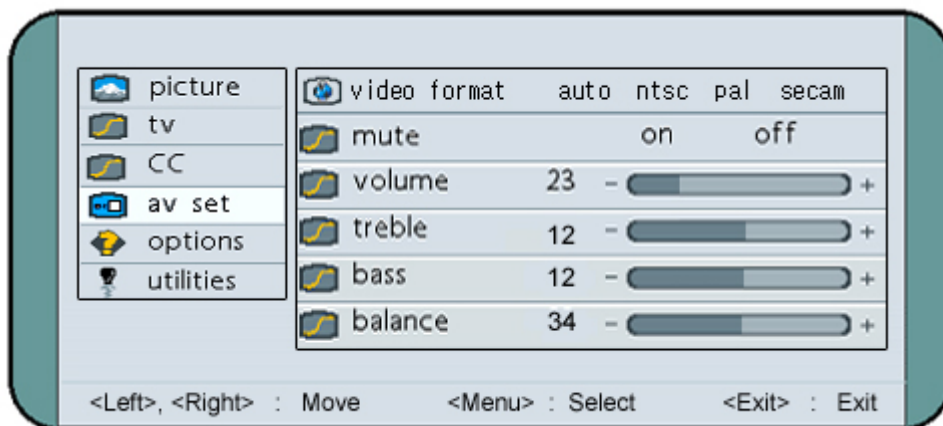 picture
tv
CC
av set
options
utilities
video format auto ntsc pal secam
mute on off
volume 23 - +
treble 12 - +
bass 12 - +
balance 34 - +
<Left>, <Right> : Move <Menu> : Select <Exit> : Exit